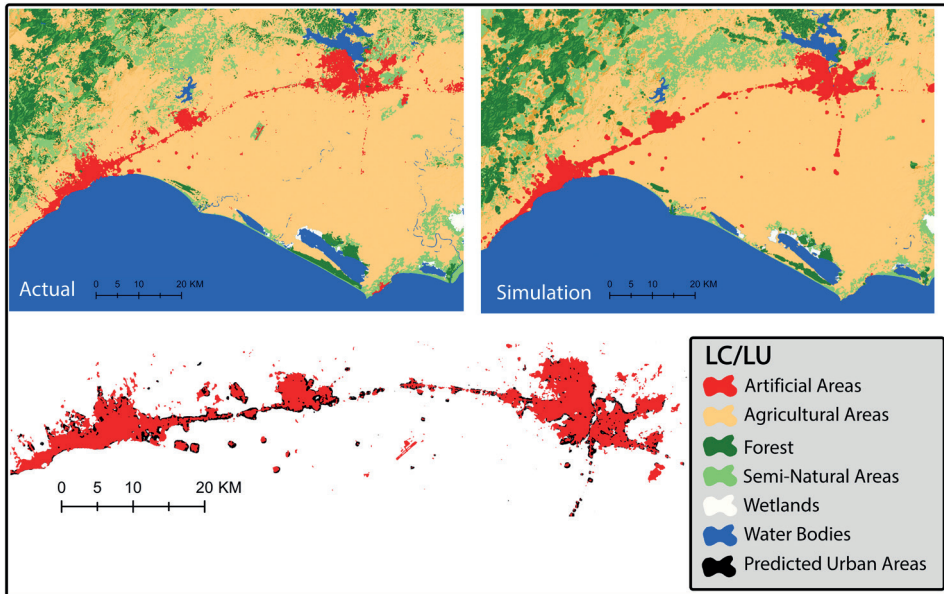 Actual
0 5 10 20 KM
Simulation
0 5 10 20 KM
0 5 10 20 KM
LC/LU
Artificial Areas
Agricultural Areas
Forest
Semi-Natural Areas
Wetlands
Water Bodies
Predicted Urban Areas